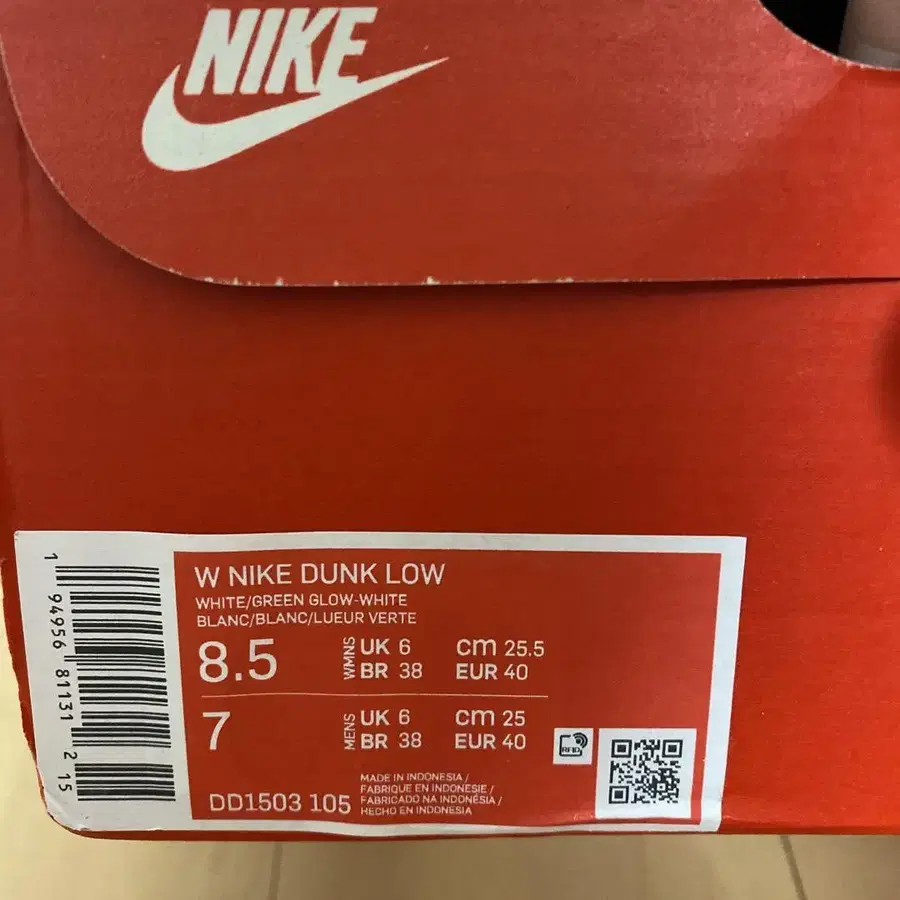 NIKE
W NIKE DUNK LOW
WHITE/GREEN GLOW-WHITE
BLANC/BLANC/LUEUR VERTE
8.5 WMNS UK 6 cm 25.5
BR 38 EUR 40
7 MENS UK 6 cm 25
BR 38 EUR 40
RFID
DD1503 105
MADE IN INDONESIA /
FABRIQUE EN INDONESIE /
FABRICADO NA INDONÉSIA /
HECHO EN INDONESIA
1 94956 81131 2 15